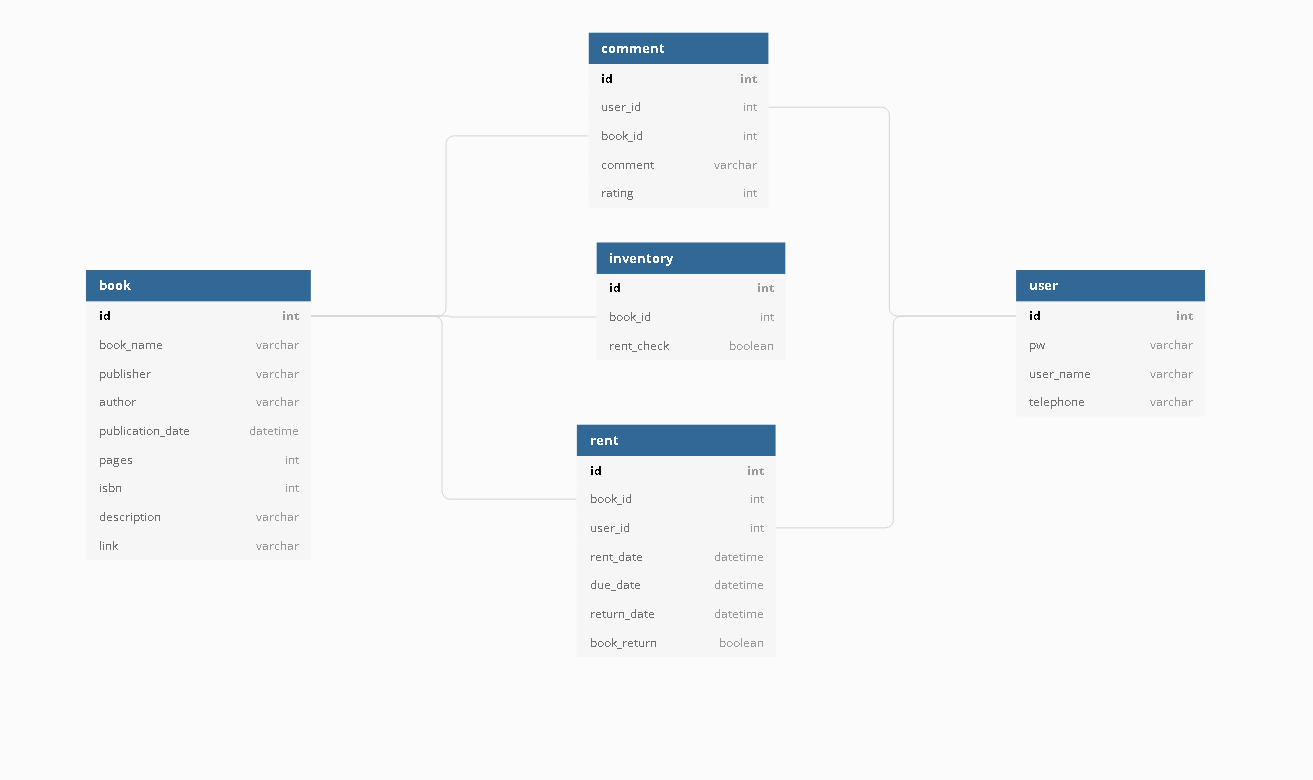 comment
id int
user_id int
book_id int
comment varchar
rating int
inventory
id int
book_id int
rent_check boolean
book
id int
book_name varchar
publisher varchar
author varchar
publication_date datetime
pages int
isbn int
description varchar
link varchar
user
id int
pw varchar
user_name varchar
telephone varchar
rent
id int
book_id int
user_id int
rent_date datetime
due_date datetime
return_date datetime
book_return boolean